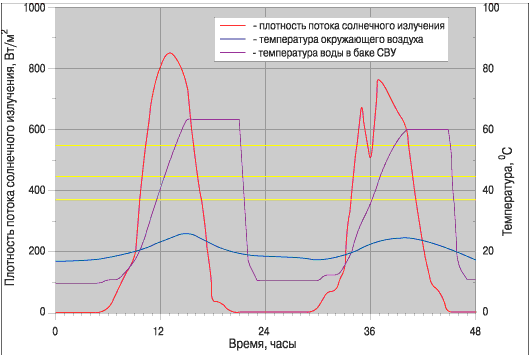 1000
800
600
400
200
0
100
80
60
40
20
0
- плотность потока солнечного излучения
- температура окружающего воздуха
- температура воды в баке СВУ
Плотность потока солнечного излучения, Вт/м²
Температура, ⁰С
0 12 24 36 48
Время, часы